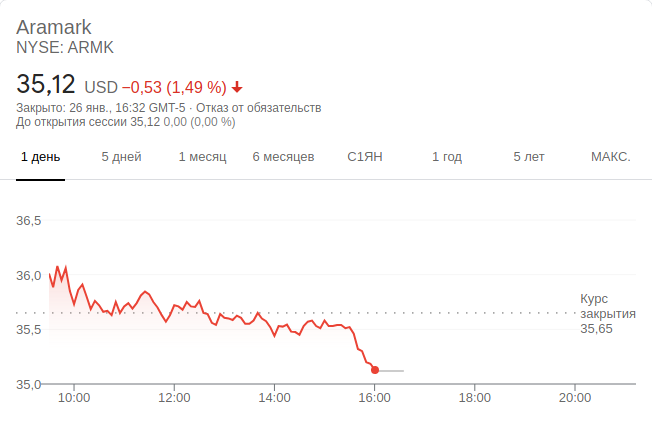 Aramark
NYSE: ARMK
35,12 USD −0,53 (1,49 %)
Закрыто: 26 янв., 16:32 GMT-5 · Отказ от обязательств
До открытия сессии 35,12 0,00 (0,00 %)
1 день 5 дней 1 месяц 6 месяцев С1ЯН 1 год 5 лет МАКС.
36,5
36,0
Курс
закрытия
35,65
35,5
35,0
10:00 12:00 14:00 16:00 18:00 20:00